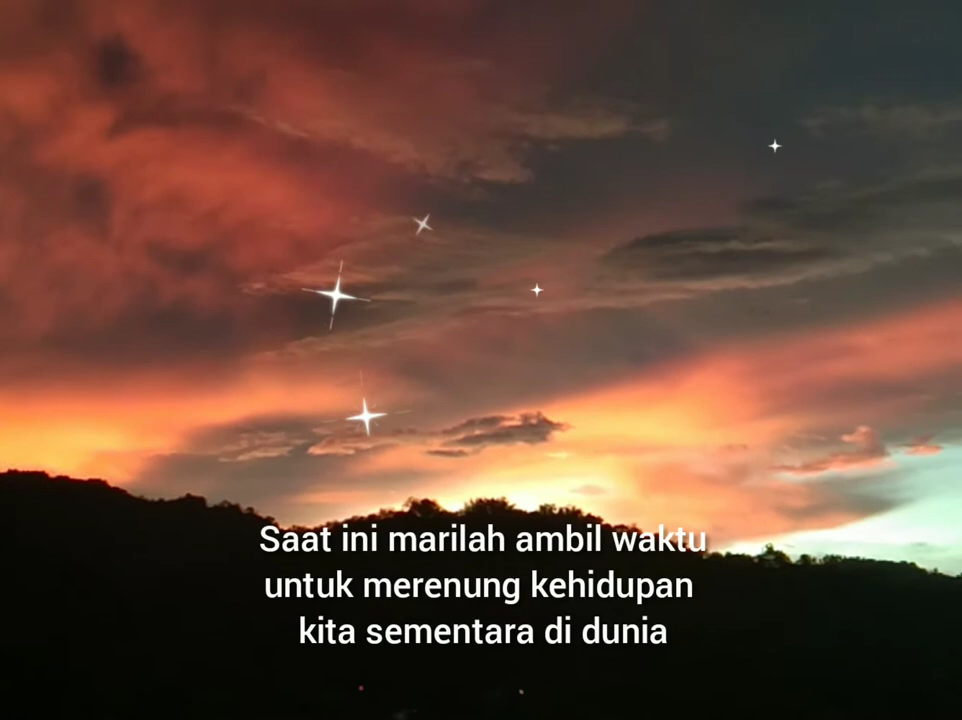 Saat ini marilah ambil waktu
untuk merenung kehidupan
kita sementara di dunia